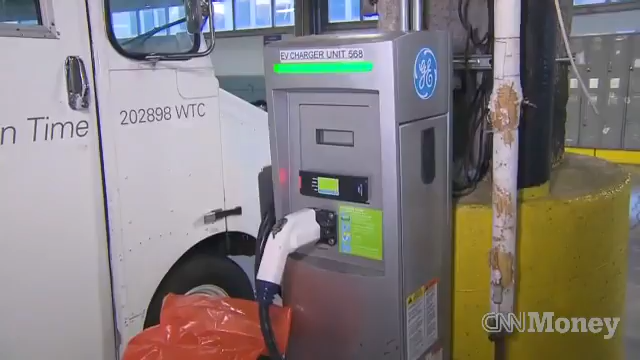 EV CHARGER UNIT 568
GE
n Time
202898 WTC
CNNMoney